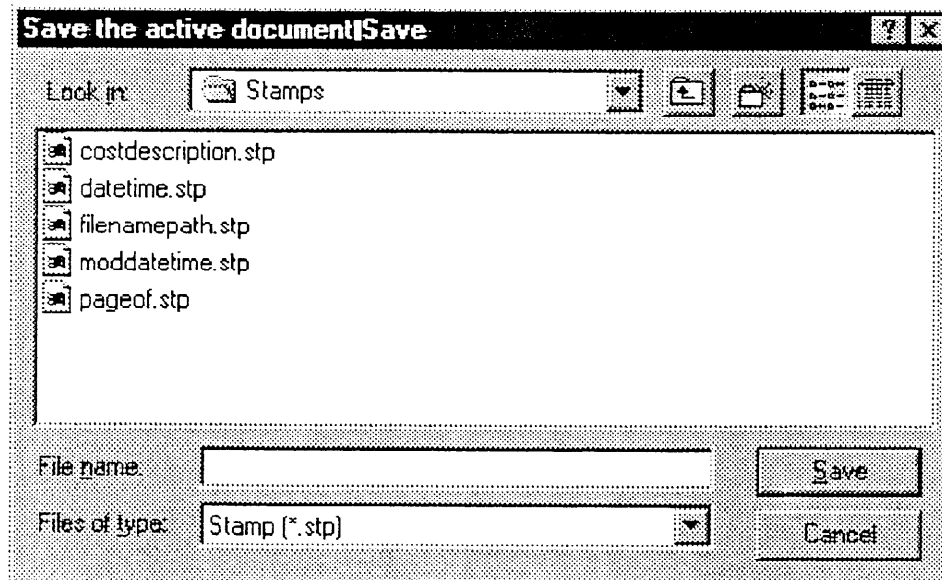 Save the active document|Save
Look in: Stamps
costdescription.stp
datetime.stp
filenamepath.stp
moddatetime.stp
pageof.stp
File name: Save
Files of type: Stamp (*.stp) Cancel